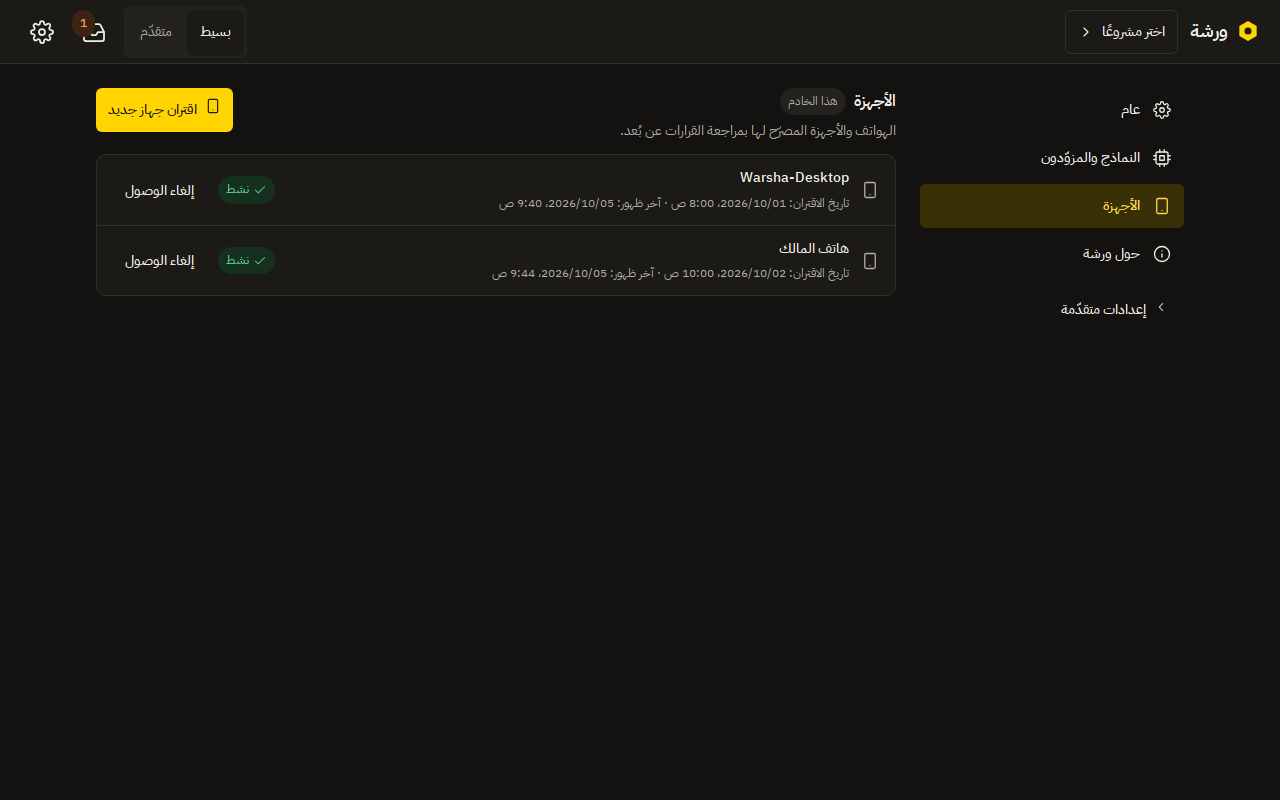 ورشة
اختر مشروعًا
بسيط
متقدّم
1
عام
النماذج والمزوّدون
الأجهزة
حول ورشة
إعدادات متقدّمة
الأجهزة
هذا الخادم
الهواتف والأجهزة المصرّح لها بمراجعة القرارات عن بُعد.
اقتران جهاز جديد
Warsha-Desktop
تاريخ الاقتران: 2026/10/01، 8:00 ص · آخر ظهور: 2026/10/05، 9:40 ص
نشط
إلغاء الوصول
هاتف المالك
تاريخ الاقتران: 2026/10/02، 10:00 ص · آخر ظهور: 2026/10/05، 9:44 ص
نشط
إلغاء الوصول